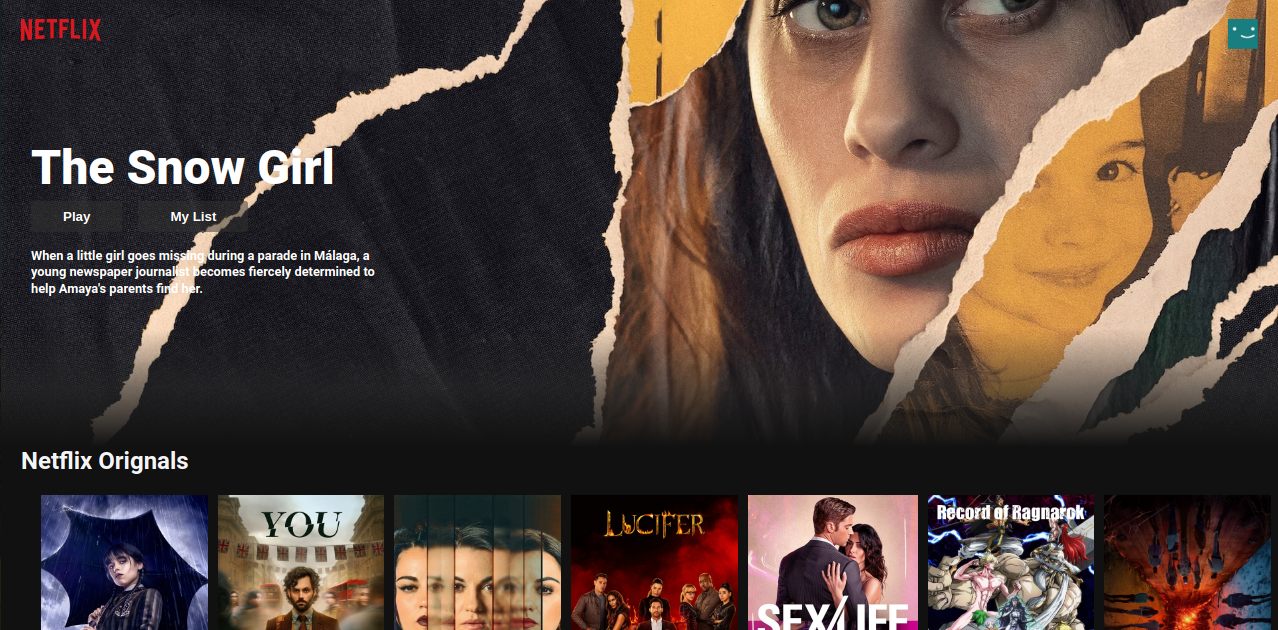 NETFLIX
The Snow Girl
Play
My List
When a little girl goes missing during a parade in Málaga, a
young newspaper journalist becomes fiercely determined to
help Amaya's parents find her.
Netflix Orignals
YOU
LUCIFER
Record of Ragnarok
SEX/LIFE